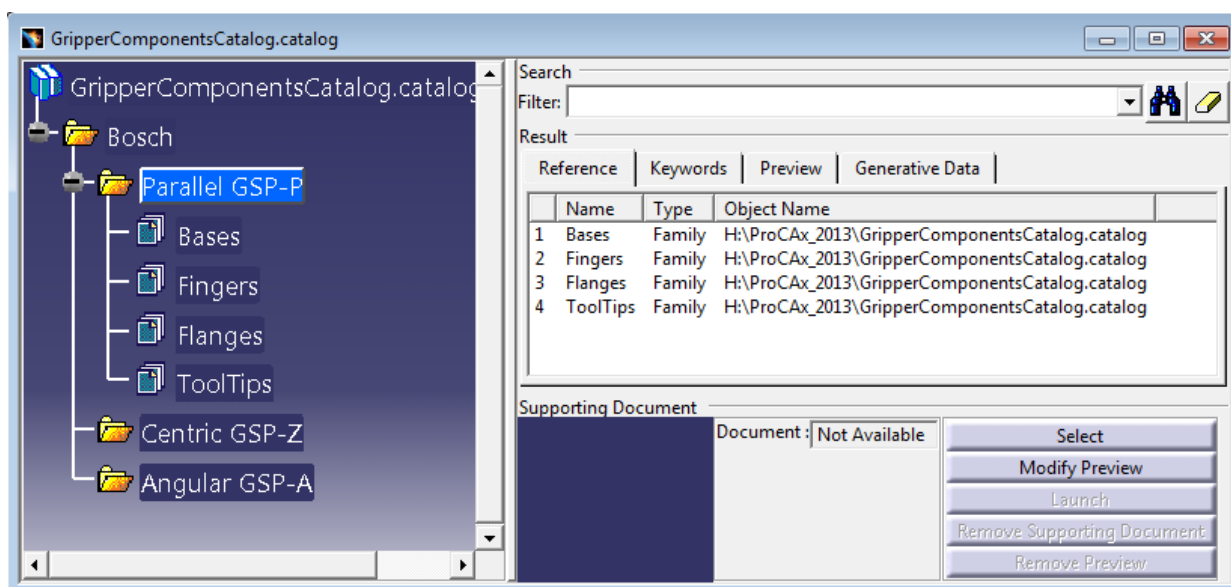 GripperComponentsCatalog.catalog
GripperComponentsCatalog.catalog
Bosch
Parallel GSP-P
Bases
Fingers
Flanges
ToolTips
Centric GSP-Z
Angular GSP-A
Search
Filter:
Result
Reference Keywords Preview Generative Data
Name Type Object Name
1 Bases Family H:\ProCAx_2013\GripperComponentsCatalog.catalog
2 Fingers Family H:\ProCAx_2013\GripperComponentsCatalog.catalog
3 Flanges Family H:\ProCAx_2013\GripperComponentsCatalog.catalog
4 ToolTips Family H:\ProCAx_2013\GripperComponentsCatalog.catalog
Supporting Document
Document : Not Available
Select
Modify Preview
Launch
Remove Supporting Document
Remove Preview